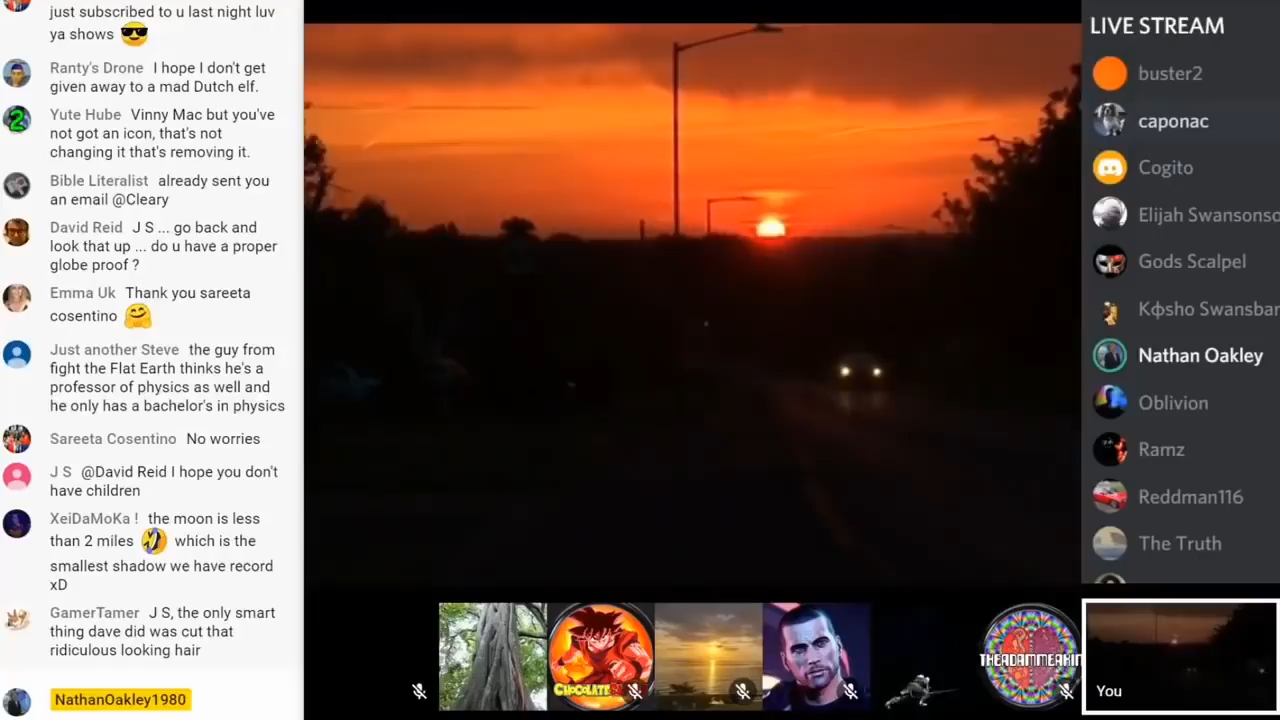 just subscribed to u last night luv
ya shows 😎
Ranty's Drone I hope I don't get
given away to a mad Dutch elf.
Yute Hube Vinny Mac but you've
not got an icon, that's not
changing it that's removing it.
Bible Literalist already sent you
an email @Cleary
David Reid J S ... go back and
look that up ... do u have a proper
globe proof ?
Emma Uk Thank you sareeta
cosentino 🤗
Just another Steve the guy from
fight the Flat Earth thinks he's a
professor of physics as well and
he only has a bachelor's in physics
Sareeta Cosentino No worries
J S @David Reid I hope you don't
have children
XeiDaMoKa ! the moon is less
than 2 miles 🤣 which is the
smallest shadow we have record
xD
GamerTamer J S, the only smart
thing dave did was cut that
ridiculous looking hair
NathanOakley1980
LIVE STREAM
buster2
caponac
Cogito
Elijah Swansonso
Gods Scalpel
Kфsho Swansbar
Nathan Oakley
Oblivion
Ramz
Reddman116
The Truth
2
CHOCOLATE
THEADAMMEAKIN
You